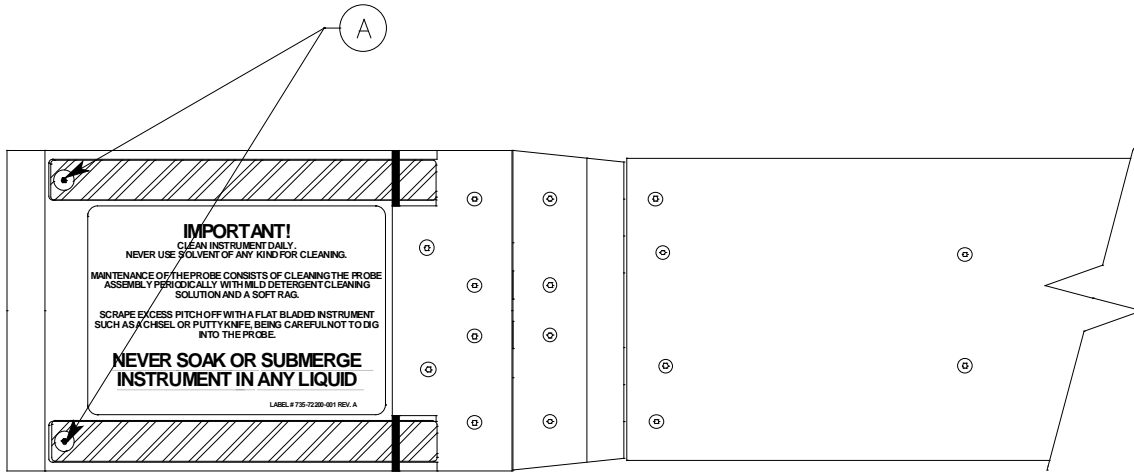 A
IMPORTANT!
CLEAN INSTRUMENT DAILY.
NEVER USE SOLVENT OF ANY KIND FOR CLEANING.
MAINTENANCE OF THE PROBE CONSISTS OF CLEANING THE PROBE
ASSEMBLY PERIODICALLY WITH MILD DETERGENT CLEANING
SOLUTION AND A SOFT RAG.
SCRAPE EXCESS PITCH OFF WITH A FLAT BLADED INSTRUMENT
SUCH AS A CHISEL OR PUTTY KNIFE, BEING CAREFUL NOT TO DIG
INTO THE PROBE.
NEVER SOAK OR SUBMERGE
INSTRUMENT IN ANY LIQUID
LABEL # 735-72200-001 REV. A